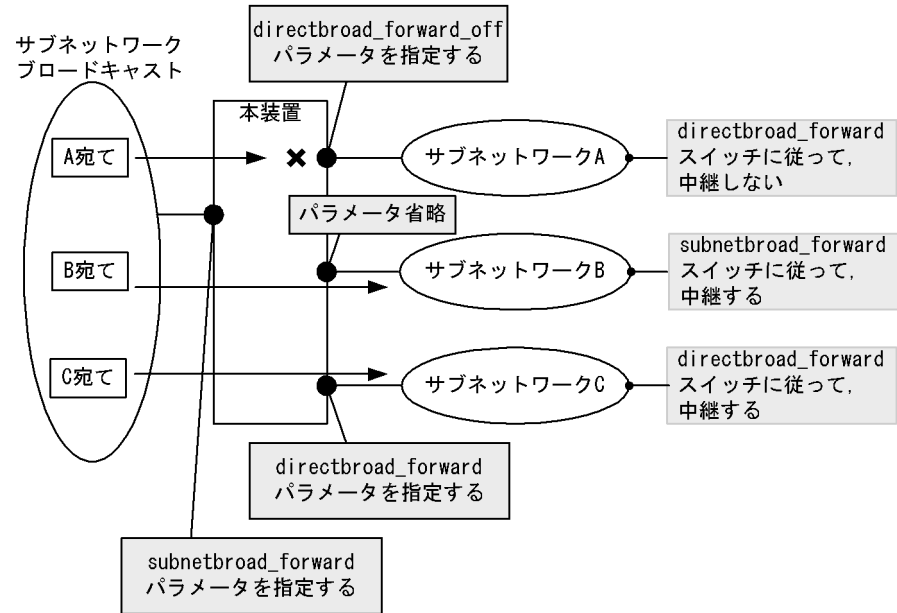 directbroad_forward_off
パラメータを指定する
サブネットワーク
ブロードキャスト
本装置
A宛て
サブネットワークA
directbroad_forward
スイッチに従って,
中継しない
パラメータ省略
B宛て
サブネットワークB
subnetbroad_forward
スイッチに従って,
中継する
C宛て
サブネットワークC
directbroad_forward
スイッチに従って,
中継する
directbroad_forward
パラメータを指定する
subnetbroad_forward
パラメータを指定する